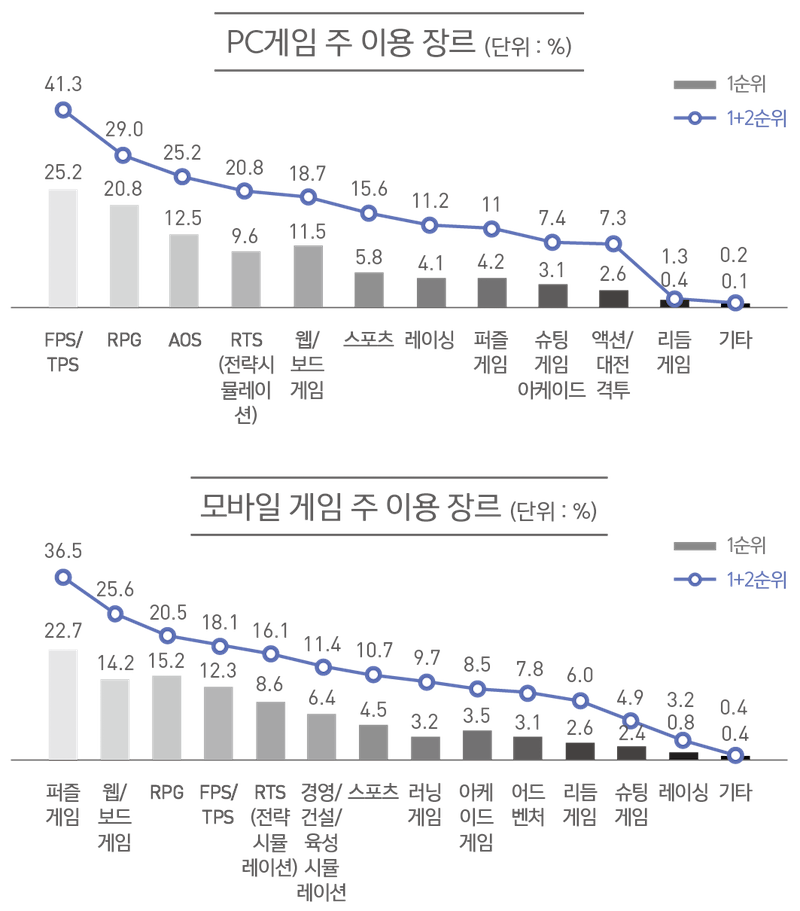 PC게임 주 이용 장르 (단위 : %)
1순위
1+2순위
41.3
29.0
25.2
20.8
18.7
15.6
11.2
11
7.4
7.3
1.3
0.2
25.2
20.8
12.5
9.6
11.5
5.8
4.1
4.2
3.1
2.6
0.4
0.1
FPS/
TPS
RPG
AOS
RTS
(전략시
뮬레이
션)
웹/
보드
게임
스포츠
레이싱
퍼즐
게임
슈팅
게임
아케이드
액션/
대전
격투
리듬
게임
기타
모바일 게임 주 이용 장르 (단위 : %)
1순위
1+2순위
36.5
25.6
20.5
18.1
16.1
11.4
10.7
9.7
8.5
7.8
6.0
4.9
3.2
0.4
22.7
14.2
15.2
12.3
8.6
6.4
4.5
3.2
3.5
3.1
2.6
2.4
0.8
0.4
퍼즐
게임
웹/
보드
게임
RPG
FPS/
TPS
RTS
(전략
시뮬
레이션)
경영/
건설/
육성
시뮬
레이션
스포츠
러닝
게임
아케
이드
게임
어드
벤처
리듬
게임
슈팅
게임
레이싱
기타